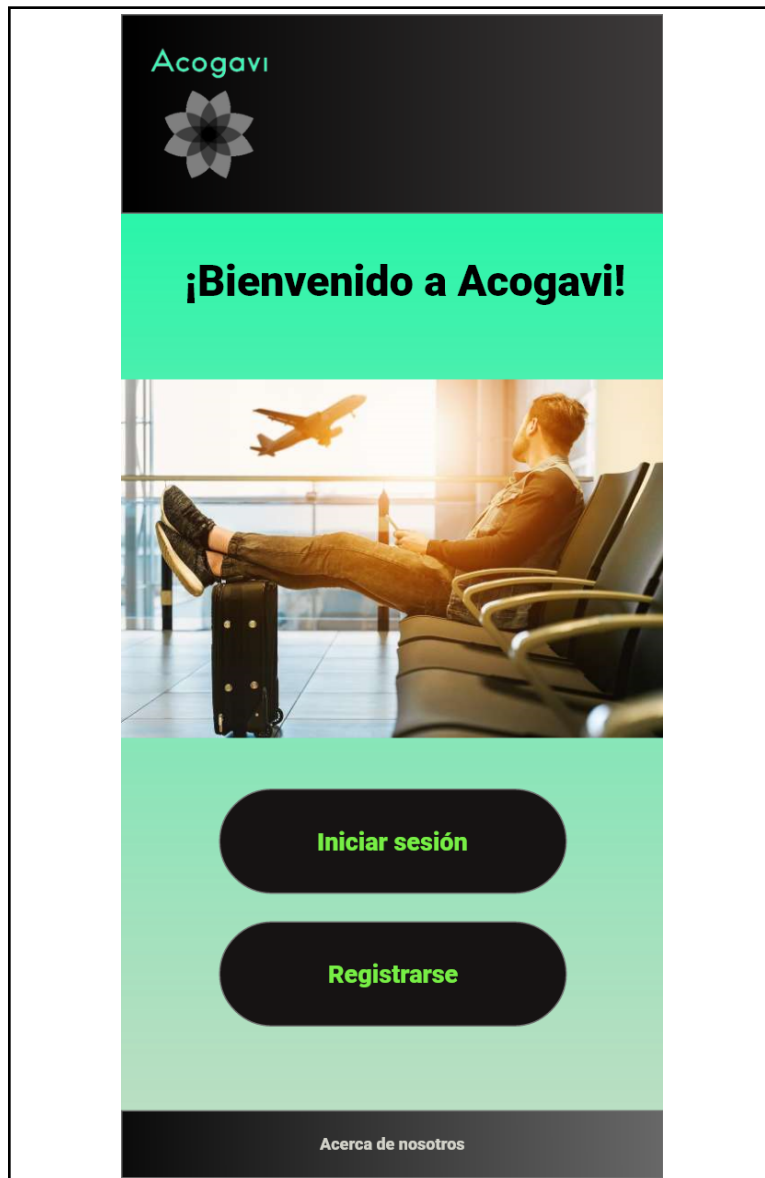 Acogavi
¡Bienvenido a Acogavi!
Iniciar sesión
Registrarse
Acerca de nosotros